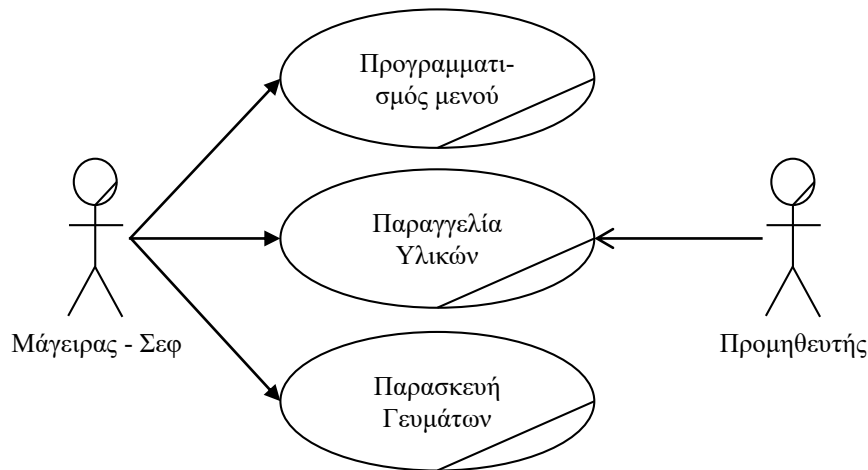 Προγραμματι-
σμός μενού
Παραγγελία
Υλικών
Μάγειρας - Σεφ
Προμηθευτής
Παρασκευή
Γευμάτων